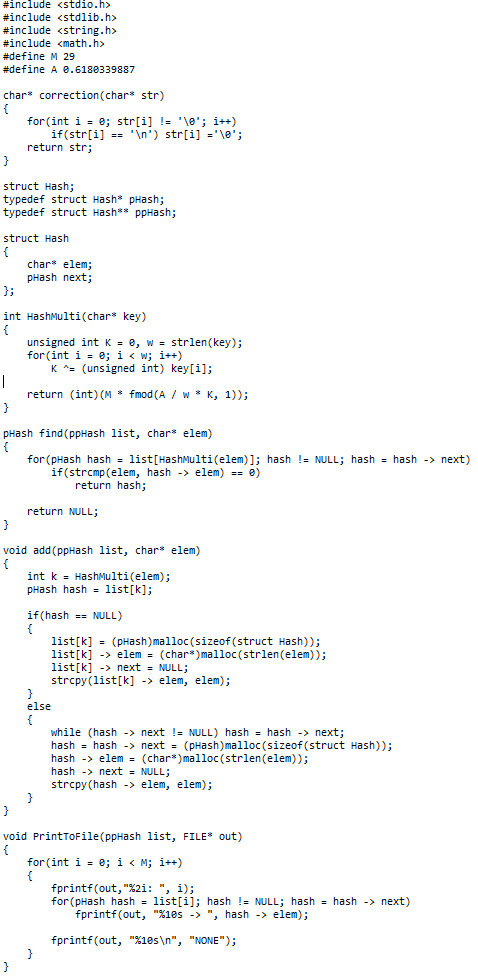 #include <stdio.h>
#include <stdlib.h>
#include <string.h>
#include <math.h>
#define M 29
#define A 0.6180339887

char* correction(char* str)
{
    for(int i = 0; str[i] != '\0'; i++)
        if(str[i] == '\n') str[i] ='\0';
    return str;
}

struct Hash;
typedef struct Hash* pHash;
typedef struct Hash** ppHash;

struct Hash
{
    char* elem;
    pHash next;
};

int HashMulti(char* key)
{
    unsigned int K = 0, w = strlen(key);
    for(int i = 0; i < w; i++)
        K ^= (unsigned int) key[i];

    return (int)(M * fmod(A / w * K, 1));
}

pHash find(ppHash list, char* elem)
{
    for(pHash hash = list[HashMulti(elem)]; hash != NULL; hash = hash -> next)
        if(strcmp(elem, hash -> elem) == 0)
            return hash;

    return NULL;
}

void add(ppHash list, char* elem)
{
    int k = HashMulti(elem);
    pHash hash = list[k];

    if(hash == NULL)
    {
        list[k] = (pHash)malloc(sizeof(struct Hash));
        list[k] -> elem = (char*)malloc(strlen(elem));
        list[k] -> next = NULL;
        strcpy(list[k] -> elem, elem);
    }
    else
    {
        while (hash -> next != NULL) hash = hash -> next;
        hash = hash -> next = (pHash)malloc(sizeof(struct Hash));
        hash -> elem = (char*)malloc(strlen(elem));
        hash -> next = NULL;
        strcpy(hash -> elem, elem);
    }
}

void PrintToFile(ppHash list, FILE* out)
{
    for(int i = 0; i < M; i++)
    {
        fprintf(out,"%2i: ", i);
        for(pHash hash = list[i]; hash != NULL; hash = hash -> next)
            fprintf(out, "%10s -> ", hash -> elem);

        fprintf(out, "%10s\n", "NONE");
    }
}